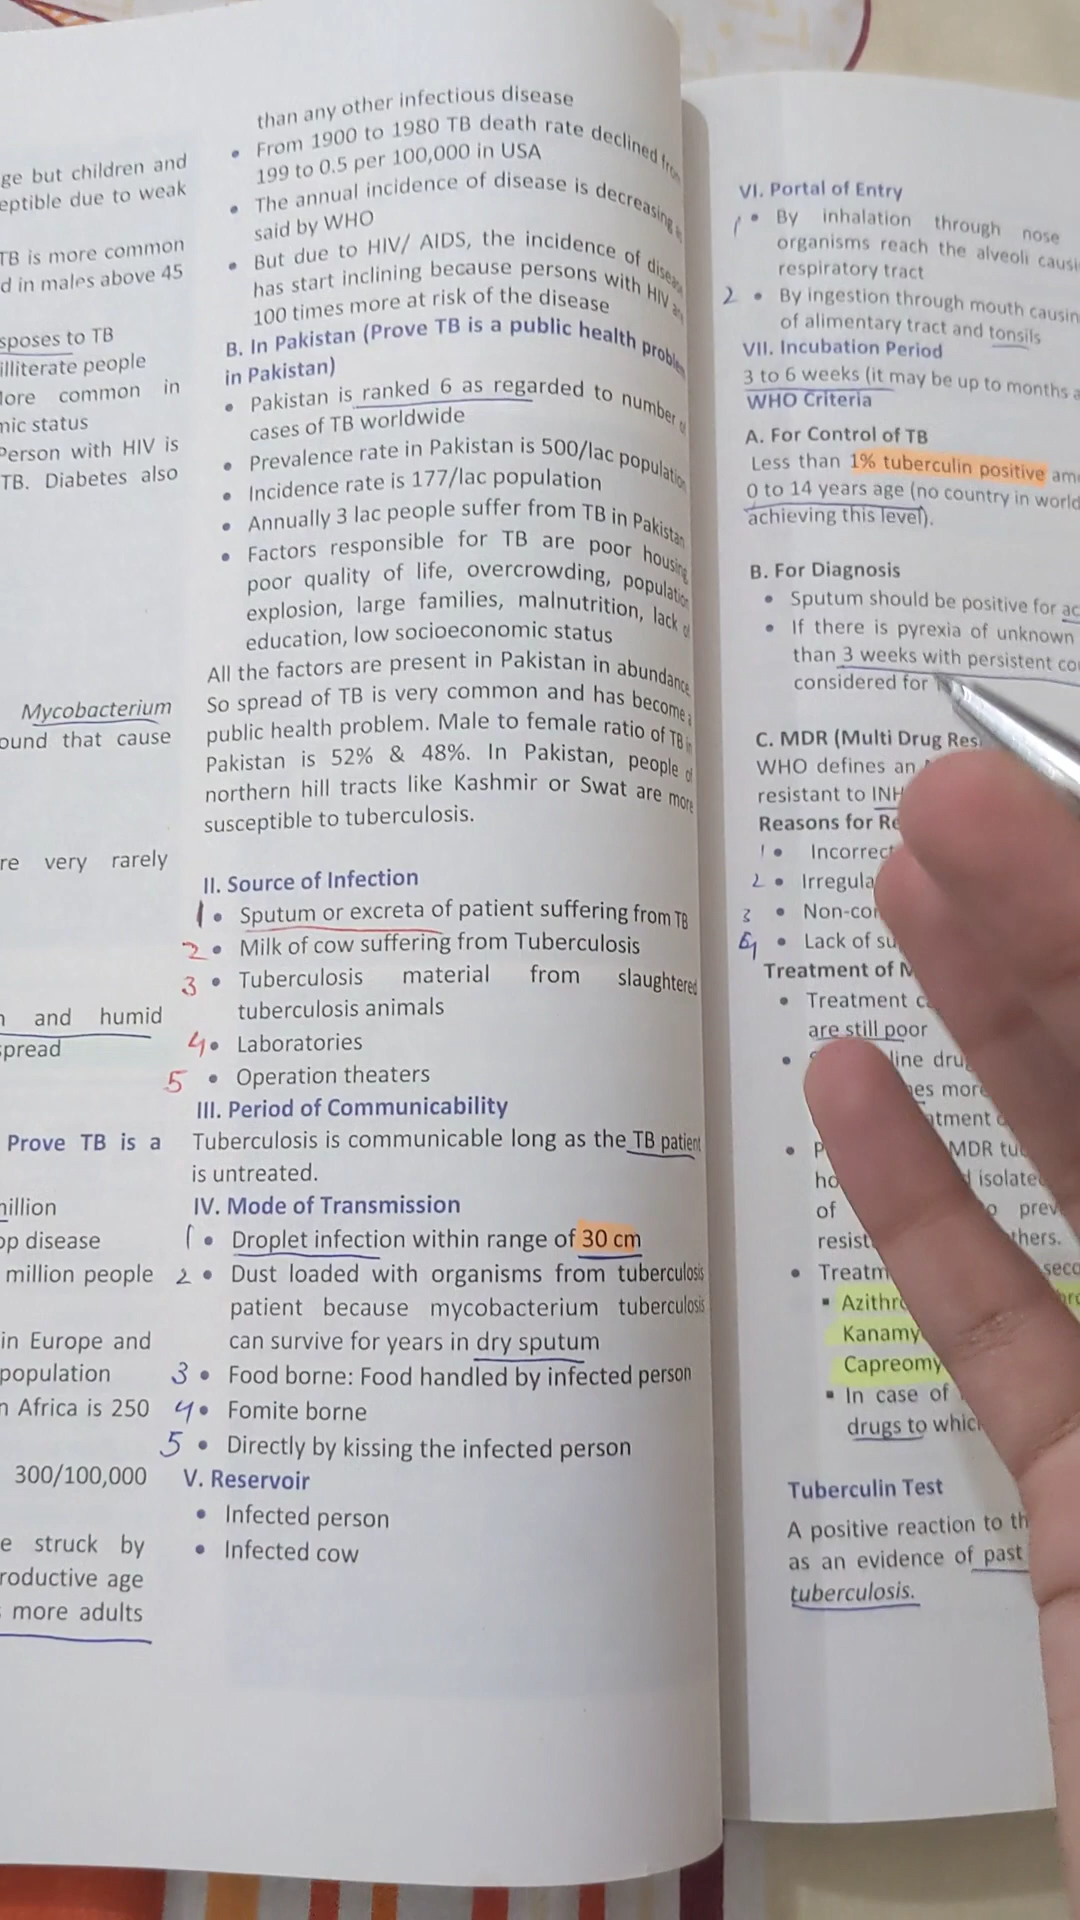 ge but children and
eptible due to weak
TB is more common
d in males above 45
sposes to TB
illiterate people
More common in
mic status
Person with HIV is
TB. Diabetes also
Mycobacterium
ound that cause
re very rarely
and humid
spread
Prove TB is a
million
op disease
million people
in Europe and
population
n Africa is 250
300/100,000
e struck by
roductive age
more adults
than any other infectious disease
• From 1900 to 1980 TB death rate declined from
199 to 0.5 per 100,000 in USA
• The annual incidence of disease is decreasing as
said by WHO
• But due to HIV/ AIDS, the incidence of disease
has start inclining because persons with HIV are
100 times more at risk of the disease
B. In Pakistan (Prove TB is a public health problem
in Pakistan)
• Pakistan is ranked 6 as regarded to number of
cases of TB worldwide
• Prevalence rate in Pakistan is 500/lac population
• Incidence rate is 177/lac population
• Annually 3 lac people suffer from TB in Pakistan
• Factors responsible for TB are poor housing,
poor quality of life, overcrowding, population
explosion, large families, malnutrition, lack of
education, low socioeconomic status
All the factors are present in Pakistan in abundance.
So spread of TB is very common and has become a
public health problem. Male to female ratio of TB in
Pakistan is 52% & 48%. In Pakistan, people of
northern hill tracts like Kashmir or Swat are more
susceptible to tuberculosis.
II. Source of Infection
1 • Sputum or excreta of patient suffering from TB
2 • Milk of cow suffering from Tuberculosis
3 • Tuberculosis material from slaughtered
tuberculosis animals
4 • Laboratories
5 • Operation theaters
III. Period of Communicability
Tuberculosis is communicable long as the TB patient
is untreated.
IV. Mode of Transmission
1 • Droplet infection within range of 30 cm
2 • Dust loaded with organisms from tuberculosis
patient because mycobacterium tuberculosis
can survive for years in dry sputum
3 • Food borne: Food handled by infected person
4 • Fomite borne
5 • Directly by kissing the infected person
V. Reservoir
• Infected person
• Infected cow
VI. Portal of Entry
1 • By inhalation through nose
organisms reach the alveoli causi
respiratory tract
2 • By ingestion through mouth causin
of alimentary tract and tonsils
VII. Incubation Period
3 to 6 weeks (it may be up to months a
WHO Criteria
A. For Control of TB
Less than 1% tuberculin positive am
0 to 14 years age (no country in world
achieving this level).
B. For Diagnosis
• Sputum should be positive for ac
• If there is pyrexia of unknown
than 3 weeks with persistent co
considered for
C. MDR (Multi Drug Resi
WHO defines an
resistant to INH
Reasons for Re
1 • Incorrect
2 • Irregula
3 • Non-con
• Lack of su
Treatment of M
• Treatment c
are still poor
• line drug
es more
atment
• P MDR tu
ho isolate
of prev
resist thers.
• Treatm seco
▪ Azithro
Kanamy
Capreomy
▪ In case of
drugs to which
Tuberculin Test
A positive reaction to th
as an evidence of past
tuberculosis.